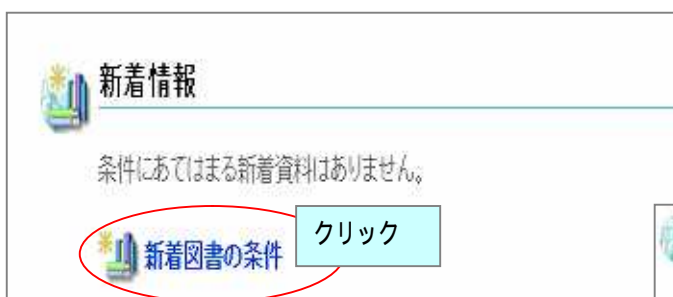 新着情報
条件にあてはまる新着資料はありません。
新着図書の条件
クリック